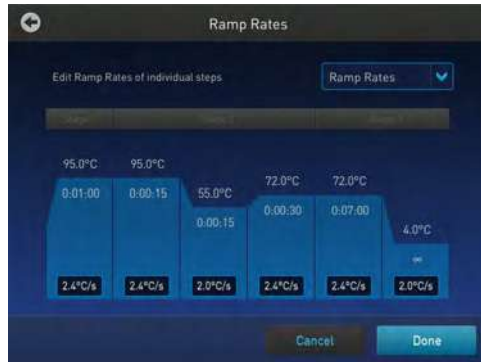 Ramp Rates
Edit Ramp Rates of individual steps
Ramp Rates
95.0°C 95.0°C 55.0°C 72.0°C 72.0°C 4.0°C
0:01:00 0:00:15 0:00:15 0:00:30 0:07:00 ∞
2.4°C/s 2.4°C/s 2.0°C/s 2.4°C/s 2.4°C/s 2.0°C/s
Cancel Done